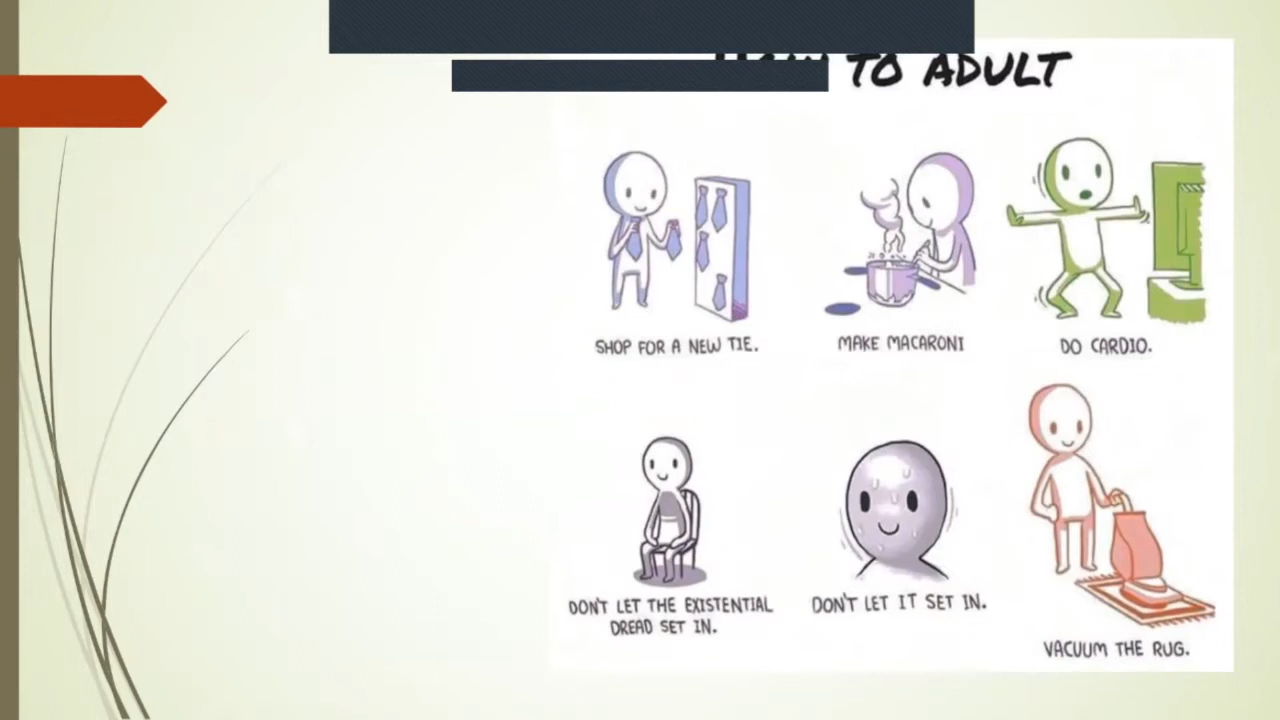 TO ADULT
SHOP FOR A NEW TIE.
MAKE MACARONI
DO CARDIO.
DON'T LET THE EXISTENTIAL
DREAD SET IN.
DON'T LET IT SET IN.
VACUUM THE RUG.